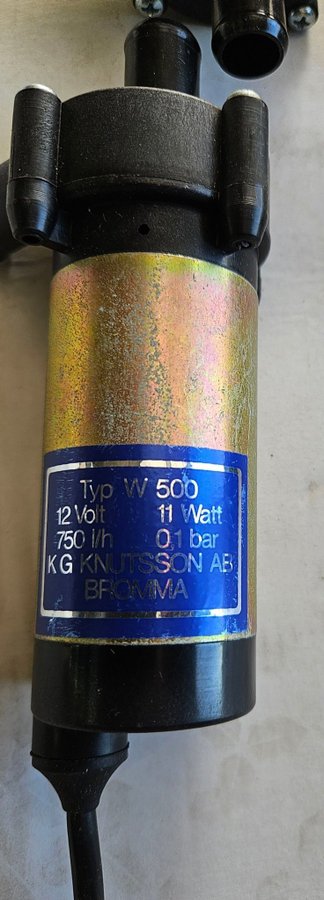 Typ W 500
12 Volt 11 Watt
750 l/h 0,1 bar
K G KNUTSSON AB
BROMMA